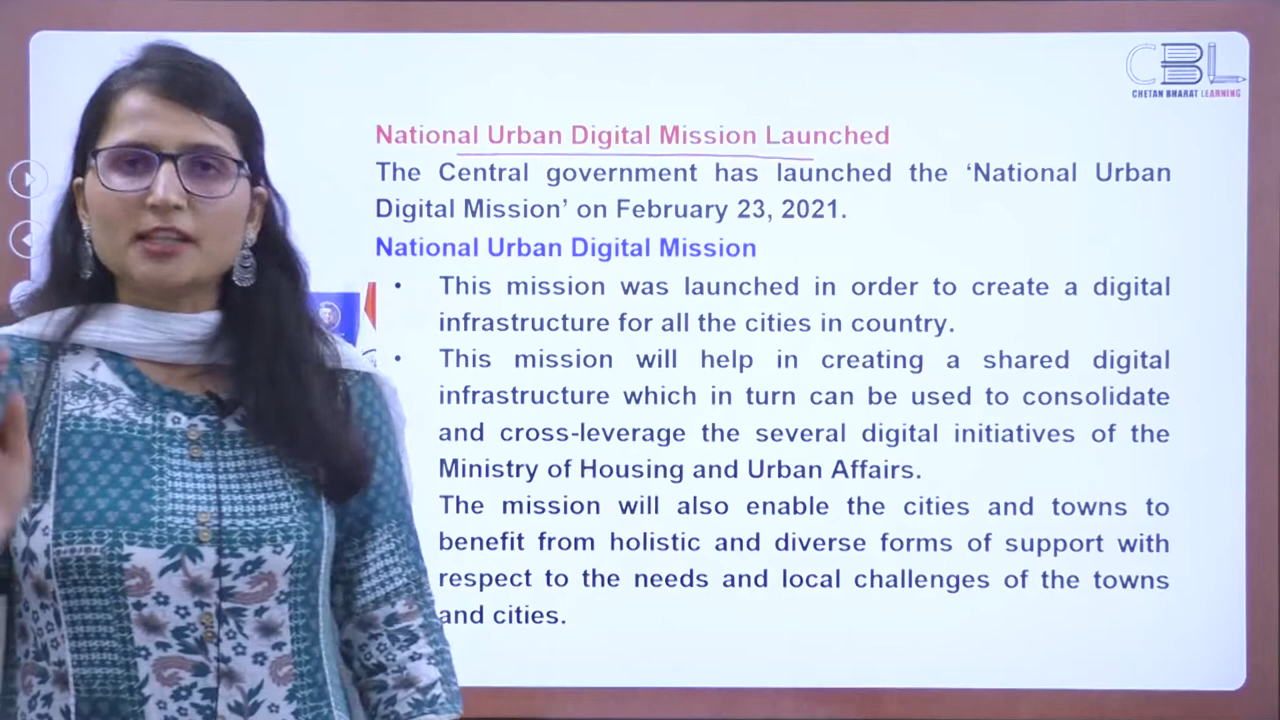 CBL
CHETAN BHARAT LEARNING
National Urban Digital Mission Launched
The Central government has launched the ‘National Urban
Digital Mission’ on February 23, 2021.
National Urban Digital Mission
• This mission was launched in order to create a digital
infrastructure for all the cities in country.
• This mission will help in creating a shared digital
infrastructure which in turn can be used to consolidate
and cross-leverage the several digital initiatives of the
Ministry of Housing and Urban Affairs.
The mission will also enable the cities and towns to
benefit from holistic and diverse forms of support with
respect to the needs and local challenges of the towns
and cities.